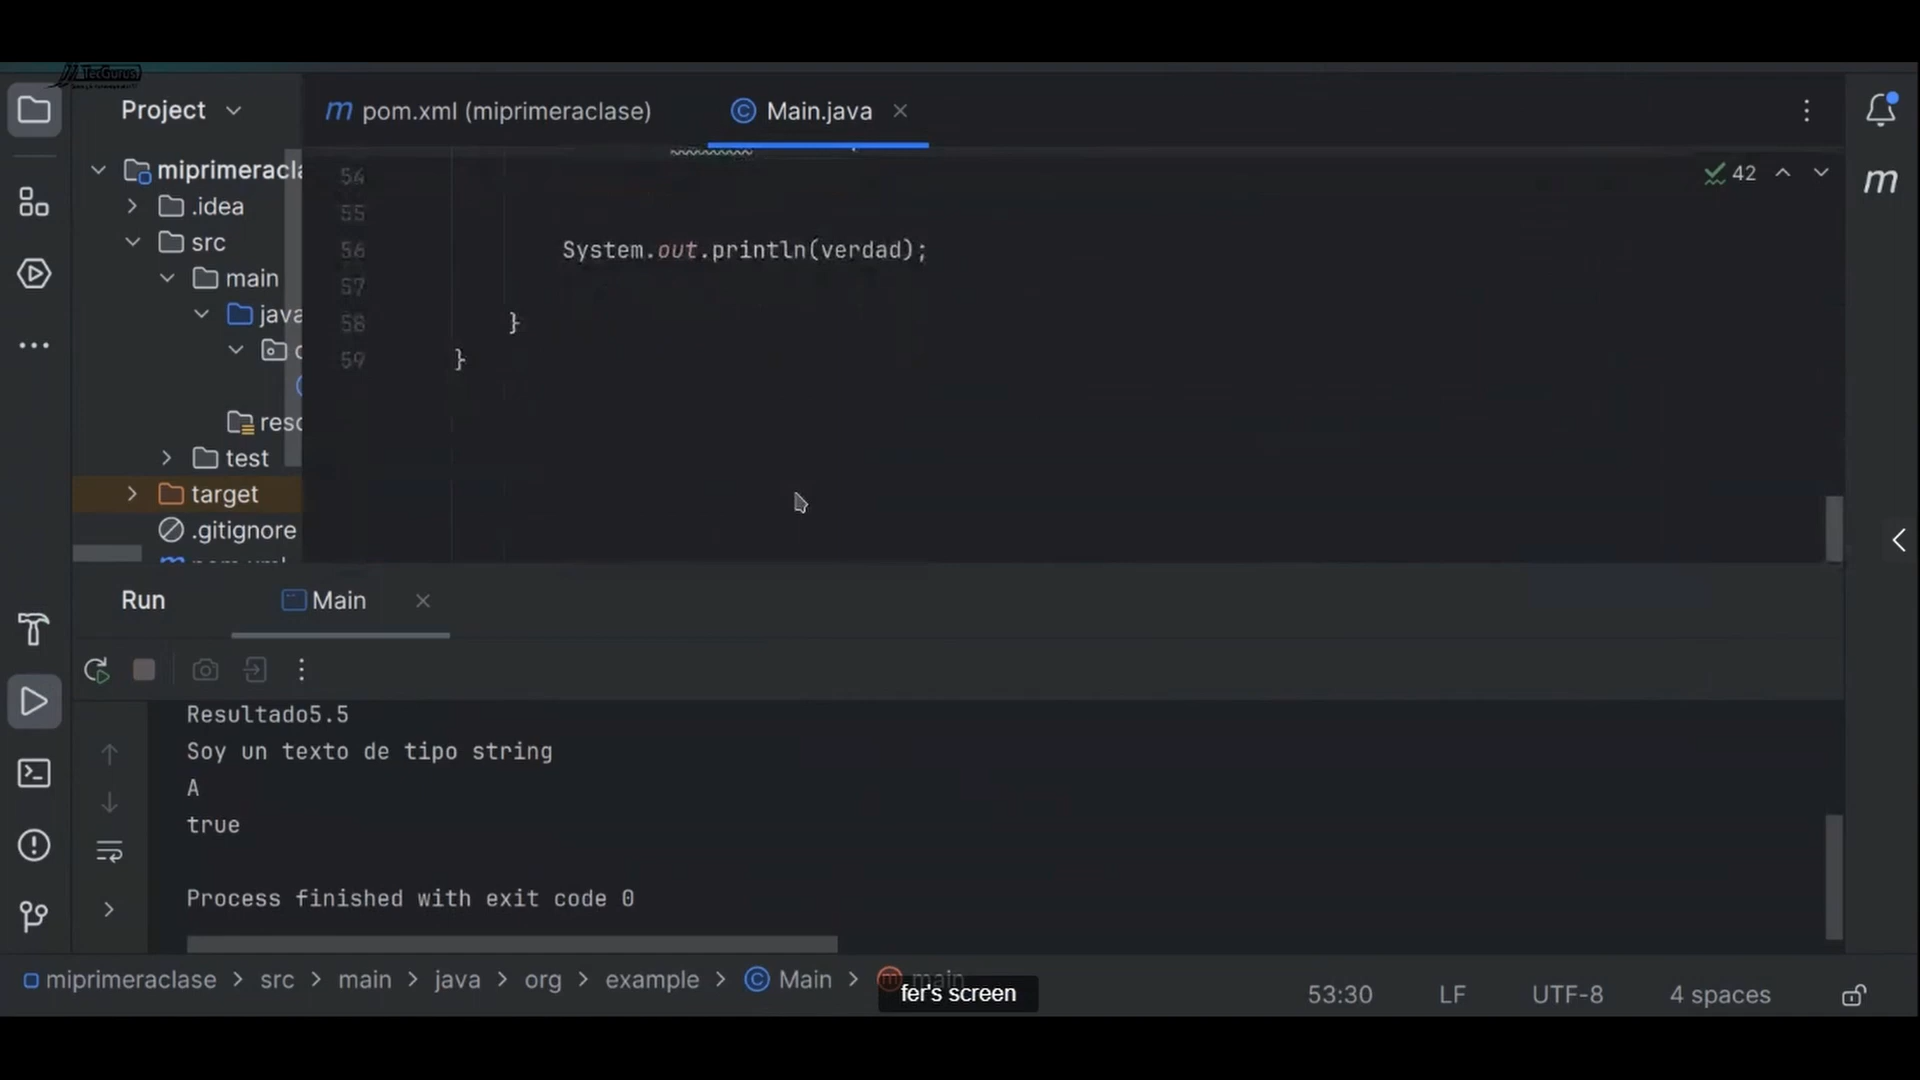 TecGurus
Project
pom.xml (miprimeraclase)
Main.java
miprimeracla
.idea
src
main
java
test
target
.gitignore
54
55
56 System.out.println(verdad);
57
58 }
59 }
42
m
Run
Main
Resultado5.5
Soy un texto de tipo string
A
true
Process finished with exit code 0
miprimeraclase > src > main > java > org > example > Main > main
fer's screen
53:30
LF
UTF-8
4 spaces